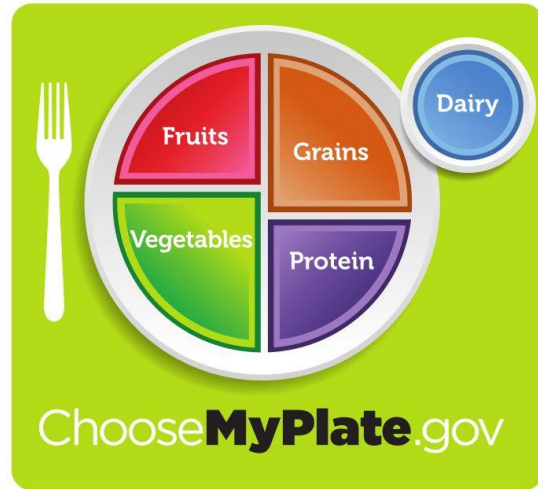 Fruits
Grains
Dairy
Vegetables
Protein
ChooseMyPlate.gov